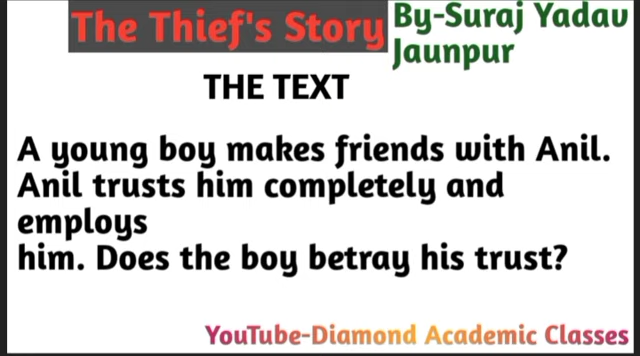 The Thief's Story
By-Suraj Yadav
Jaunpur
THE TEXT
A young boy makes friends with Anil.
Anil trusts him completely and
employs
him. Does the boy betray his trust?
YouTube-Diamond Academic Classes